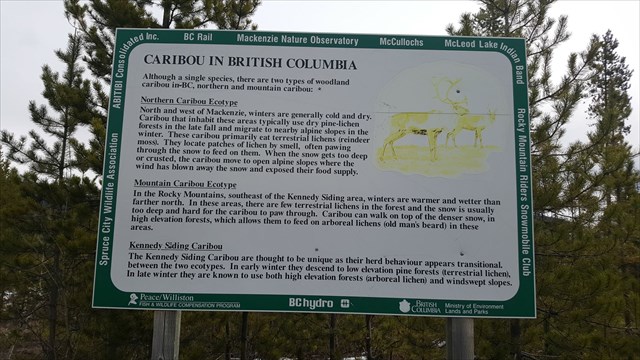 BC Rail Mackenzie Nature Observatory McCullochs McLeod Lake Indian Band
ABITIBI Consolidated Inc.
Spruce City Wildlife Association
Rocky Mountain Riders Snowmobile Club
CARIBOU IN BRITISH COLUMBIA
Although a single species, there are two types of woodland
caribou in BC, northern and mountain caribou:
Northern Caribou Ecotype
North and west of Mackenzie, winters are generally cold and dry.
Caribou that inhabit these areas typically use dry pine-lichen
forests in the late fall and migrate to nearby alpine slopes in the
winter. These caribou primarily eat terrestrial lichens (reindeer
moss). They locate patches of lichen by smell, often pawing
through the snow to feed on them. When the snow gets too deep
or crusted, the caribou move to open alpine slopes where the
wind has blown away the snow and exposed their food supply.
Mountain Caribou Ecotype
In the Rocky Mountains, southeast of the Kennedy Siding area, winters are warmer and wetter than
farther north. In these areas, there are few terrestrial lichens in the forest and the snow is usually
too deep and hard for the caribou to paw through. Caribou can walk on top of the denser snow, in
high elevation forests, which allows them to feed on arboreal lichens (old man's beard) in these
areas.
Kennedy Siding Caribou
The Kennedy Siding Caribou are thought to be unique as their herd behaviour appears transitional
between the two ecotypes. In early winter they descend to low elevation pine forests (terrestrial lichen).
In late winter they are known to use both high elevation forests (arboreal lichen) and windswept slopes.
Peace/Williston
FISH & WILDLIFE COMPENSATION PROGRAM
BC hydro
BRITISH
COLUMBIA
Ministry of Environment
Lands and Parks